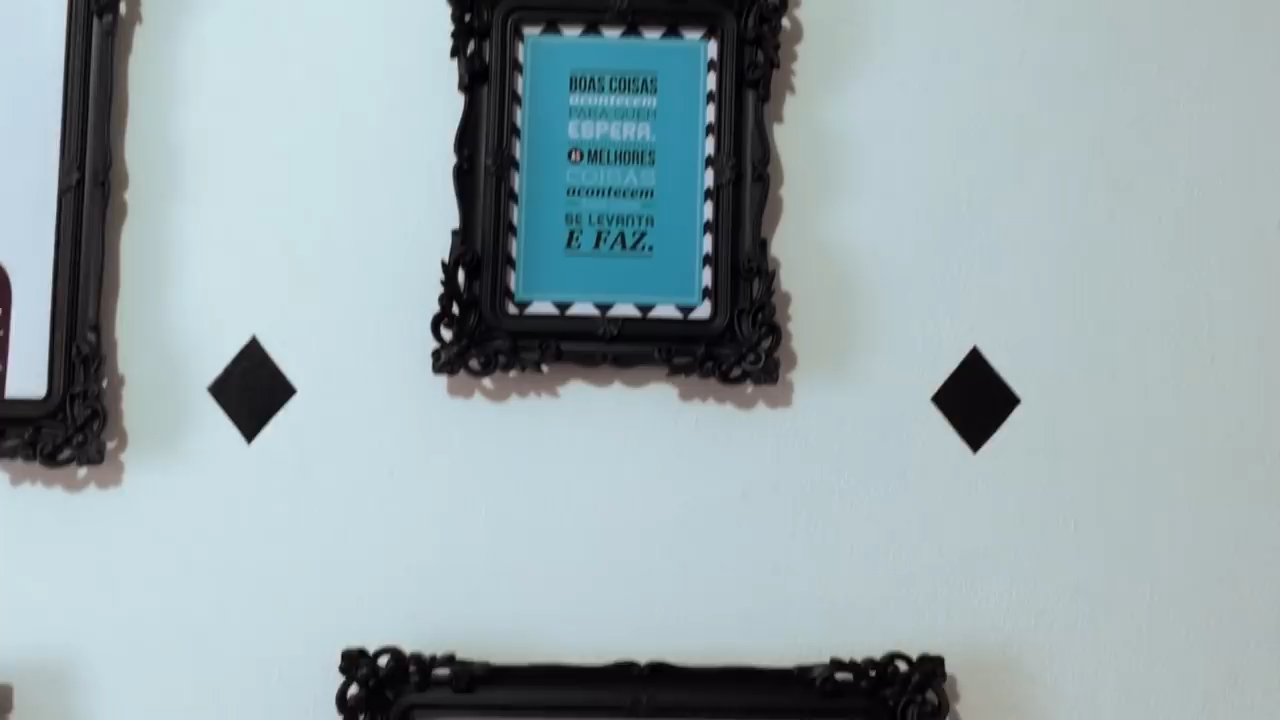 BOAS COISAS
acontecem
PARA QUEM
ESPERA.
AS MELHORES
COISAS
acontecem
SE LEVANTA
E FAZ.